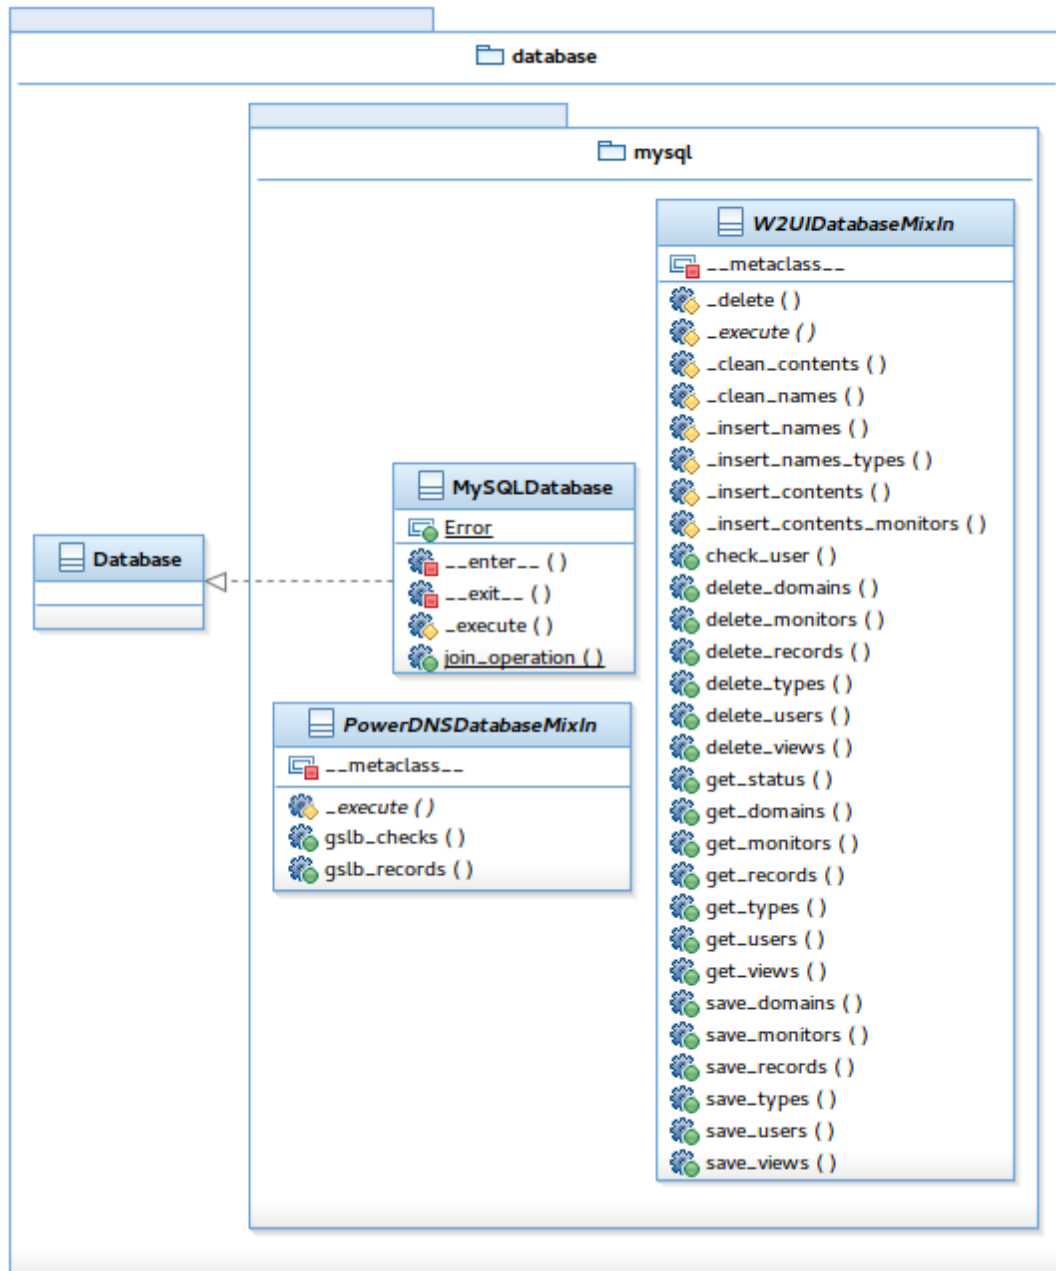 database
mysql
W2UIDatabaseMixIn
__metaclass__
_delete ( )
_execute ( )
_clean_contents ( )
_clean_names ( )
_insert_names ( )
_insert_names_types ( )
_insert_contents ( )
_insert_contents_monitors ( )
check_user ( )
delete_domains ( )
delete_monitors ( )
delete_records ( )
delete_types ( )
delete_users ( )
delete_views ( )
get_status ( )
get_domains ( )
get_monitors ( )
get_records ( )
get_types ( )
get_users ( )
get_views ( )
save_domains ( )
save_monitors ( )
save_records ( )
save_types ( )
save_users ( )
save_views ( )
MySQLDatabase
Error
__enter__ ( )
__exit__ ( )
_execute ( )
join_operation ( )
Database
PowerDNSDatabaseMixIn
__metaclass__
_execute ( )
gslb_checks ( )
gslb_records ( )